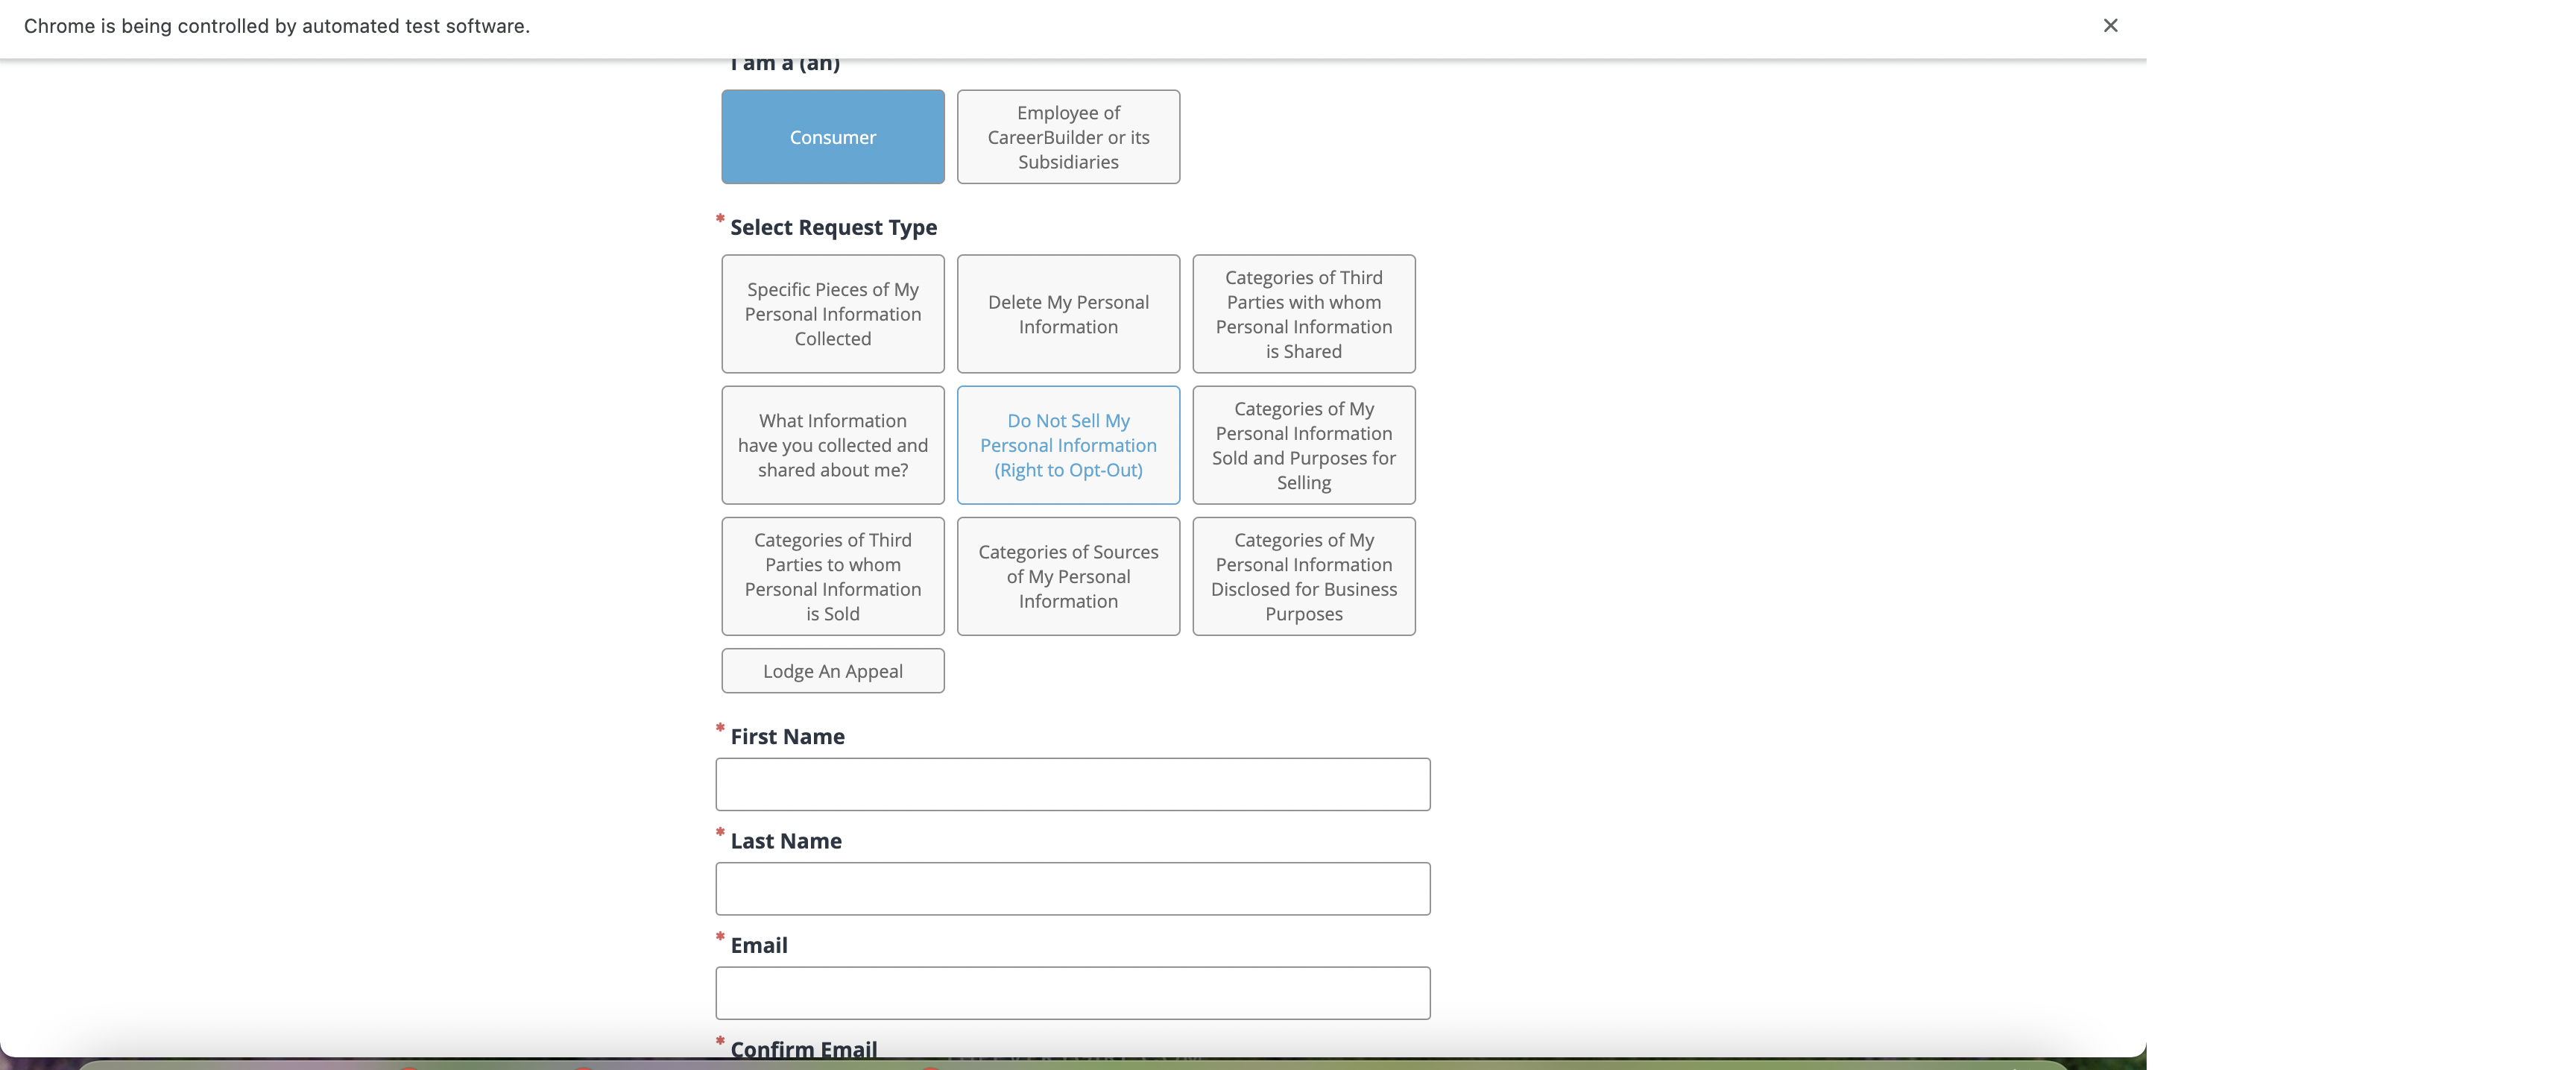 Chrome is being controlled by automated test software.
I am a (an)
Consumer
Employee of
CareerBuilder or its
Subsidiaries
* Select Request Type
Specific Pieces of My
Personal Information
Collected
Delete My Personal
Information
Categories of Third
Parties with whom
Personal Information
is Shared
What Information
have you collected and
shared about me?
Do Not Sell My
Personal Information
(Right to Opt-Out)
Categories of My
Personal Information
Sold and Purposes for
Selling
Categories of Third
Parties to whom
Personal Information
is Sold
Categories of Sources
of My Personal
Information
Categories of My
Personal Information
Disclosed for Business
Purposes
Lodge An Appeal
* First Name
* Last Name
* Email
* Confirm Email